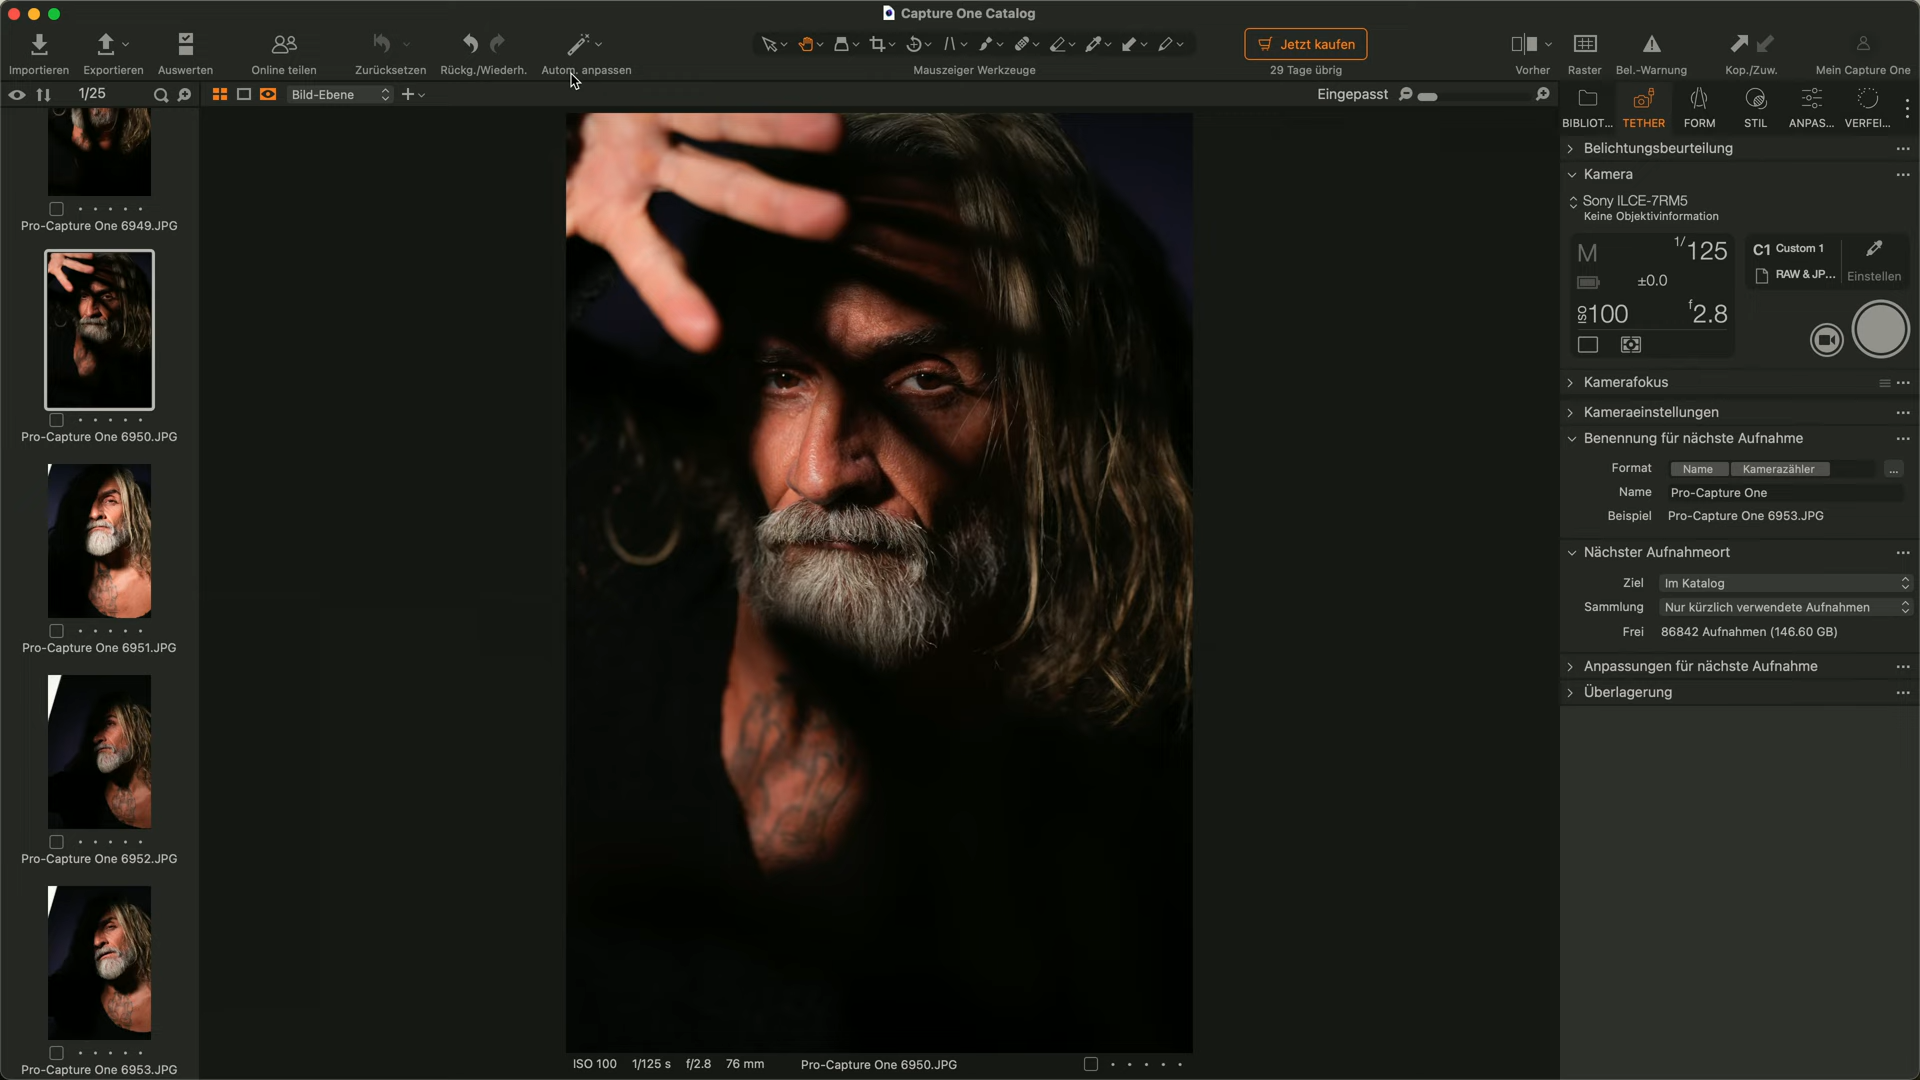 Capture One Catalog
Importieren
Exportieren
Auswerten
Online teilen
Zurücksetzen
Rückg./Wiederh.
Autom. anpassen
Mauszeiger Werkzeuge
Jetzt kaufen
29 Tage übrig
Vorher
Raster
Bel.-Warnung
Kop./Zuw.
Mein Capture One
1/25
Bild-Ebene
Eingepasst
BIBLIOT...
TETHER
FORM
STIL
ANPAS...
VERFEI...
Pro-Capture One 6949.JPG
Pro-Capture One 6950.JPG
Pro-Capture One 6951.JPG
Pro-Capture One 6952.JPG
Pro-Capture One 6953.JPG
ISO 100 1/125 s f/2.8 76 mm Pro-Capture One 6950.JPG
Belichtungsbeurteilung
Kamera
Sony ILCE-7RM5
Keine Objektivinformation
M 1/125
±0.0
ISO 100 f2.8
C1 Custom 1
RAW & JP...
Einstellen
Kamerafokus
Kameraeinstellungen
Benennung für nächste Aufnahme
Format Name Kamerazähler ...
Name Pro-Capture One
Beispiel Pro-Capture One 6953.JPG
Nächster Aufnahmeort
Ziel Im Katalog
Sammlung Nur kürzlich verwendete Aufnahmen
Frei 86842 Aufnahmen (146.60 GB)
Anpassungen für nächste Aufnahme
Überlagerung